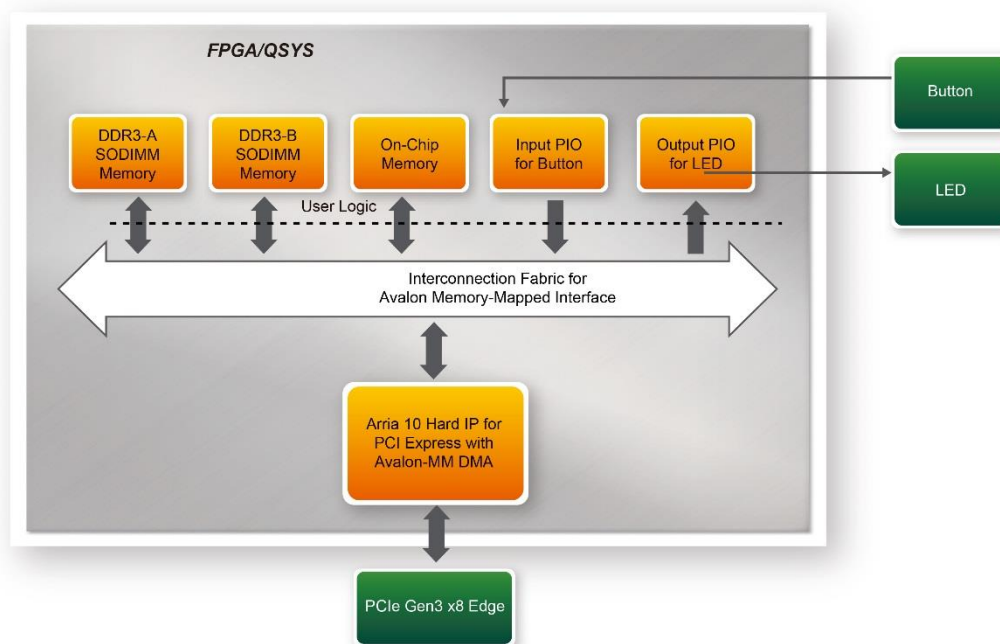 FPGA/QSYS
Button
DDR3-A
SODIMM
Memory
DDR3-B
SODIMM
Memory
On-Chip
Memory
Input PIO
for Button
Output PIO
for LED
LED
User Logic
Interconnection Fabric for
Avalon Memory-Mapped Interface
Arria 10 Hard IP for
PCI Express with
Avalon-MM DMA
PCIe Gen3 x8 Edge